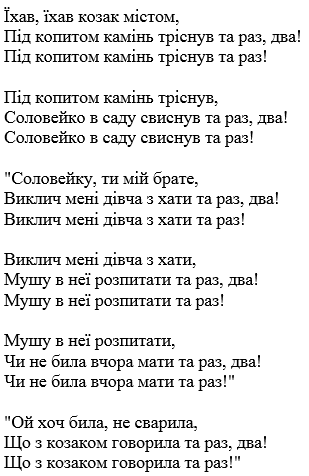 Їхав, їхав козак містом,
Під копитом камінь тріснув та раз, два!
Під копитом камінь тріснув та раз!

Під копитом камінь тріснув,
Соловейко в саду свиснув та раз, два!
Соловейко в саду свиснув та раз!

"Соловейку, ти мій брате,
Виклич мені дівча з хати та раз, два!
Виклич мені дівча з хати та раз!

Виклич мені дівча з хати,
Мушу в неї розпитати та раз, два!
Мушу в неї розпитати та раз!

Мушу в неї розпитати,
Чи не била вчора мати та раз, два!
Чи не била вчора мати та раз!"

"Ой хоч била, не сварила,
Що з козаком говорила та раз, два!
Що з козаком говорила та раз!"